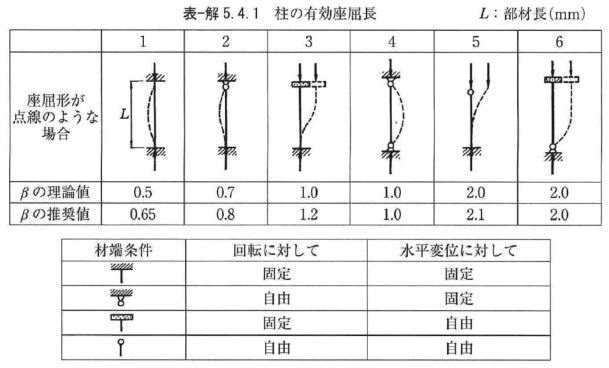 表-解5.4.1 柱の有効座屈長 L：部材長(mm)
1 2 3 4 5 6
座屈形が
点線のような
場合
L
βの理論値 0.5 0.7 1.0 1.0 2.0 2.0
βの推奨値 0.65 0.8 1.2 1.0 2.1 2.0
材端条件 回転に対して 水平変位に対して
固定 固定
自由 固定
固定 自由
自由 自由